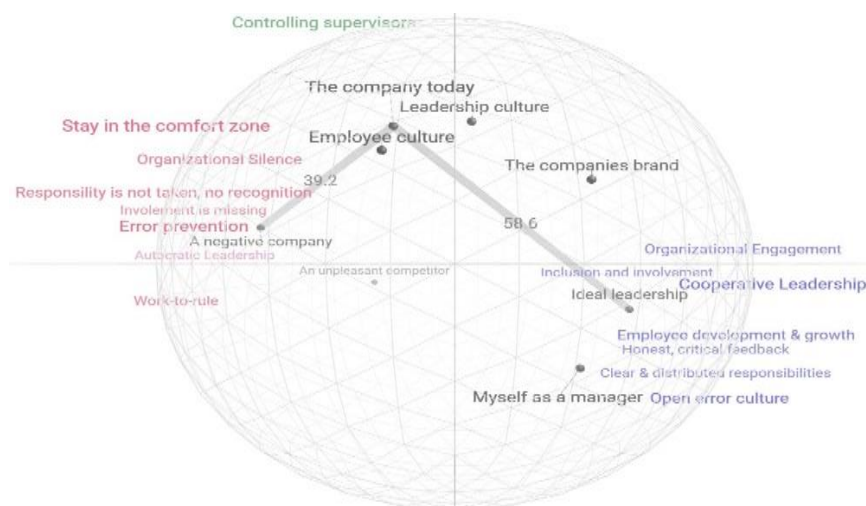 Controlling supervisors
The company today
Leadership culture
Stay in the comfort zone
Employee culture
Organizational Silence
The companies brand
39.2
Responsility is not taken, no recognition
Involement is missing
Error prevention
58.6
A negative company
Organizational Engagement
Autocratic Leadership
An unpleasant competitor
Inclusion and involvement
Cooperative Leadership
Ideal leadership
Work-to-rule
Employee development & growth
Honest, critical feedback
Clear & distributed responsibilities
Myself as a manager
Open error culture